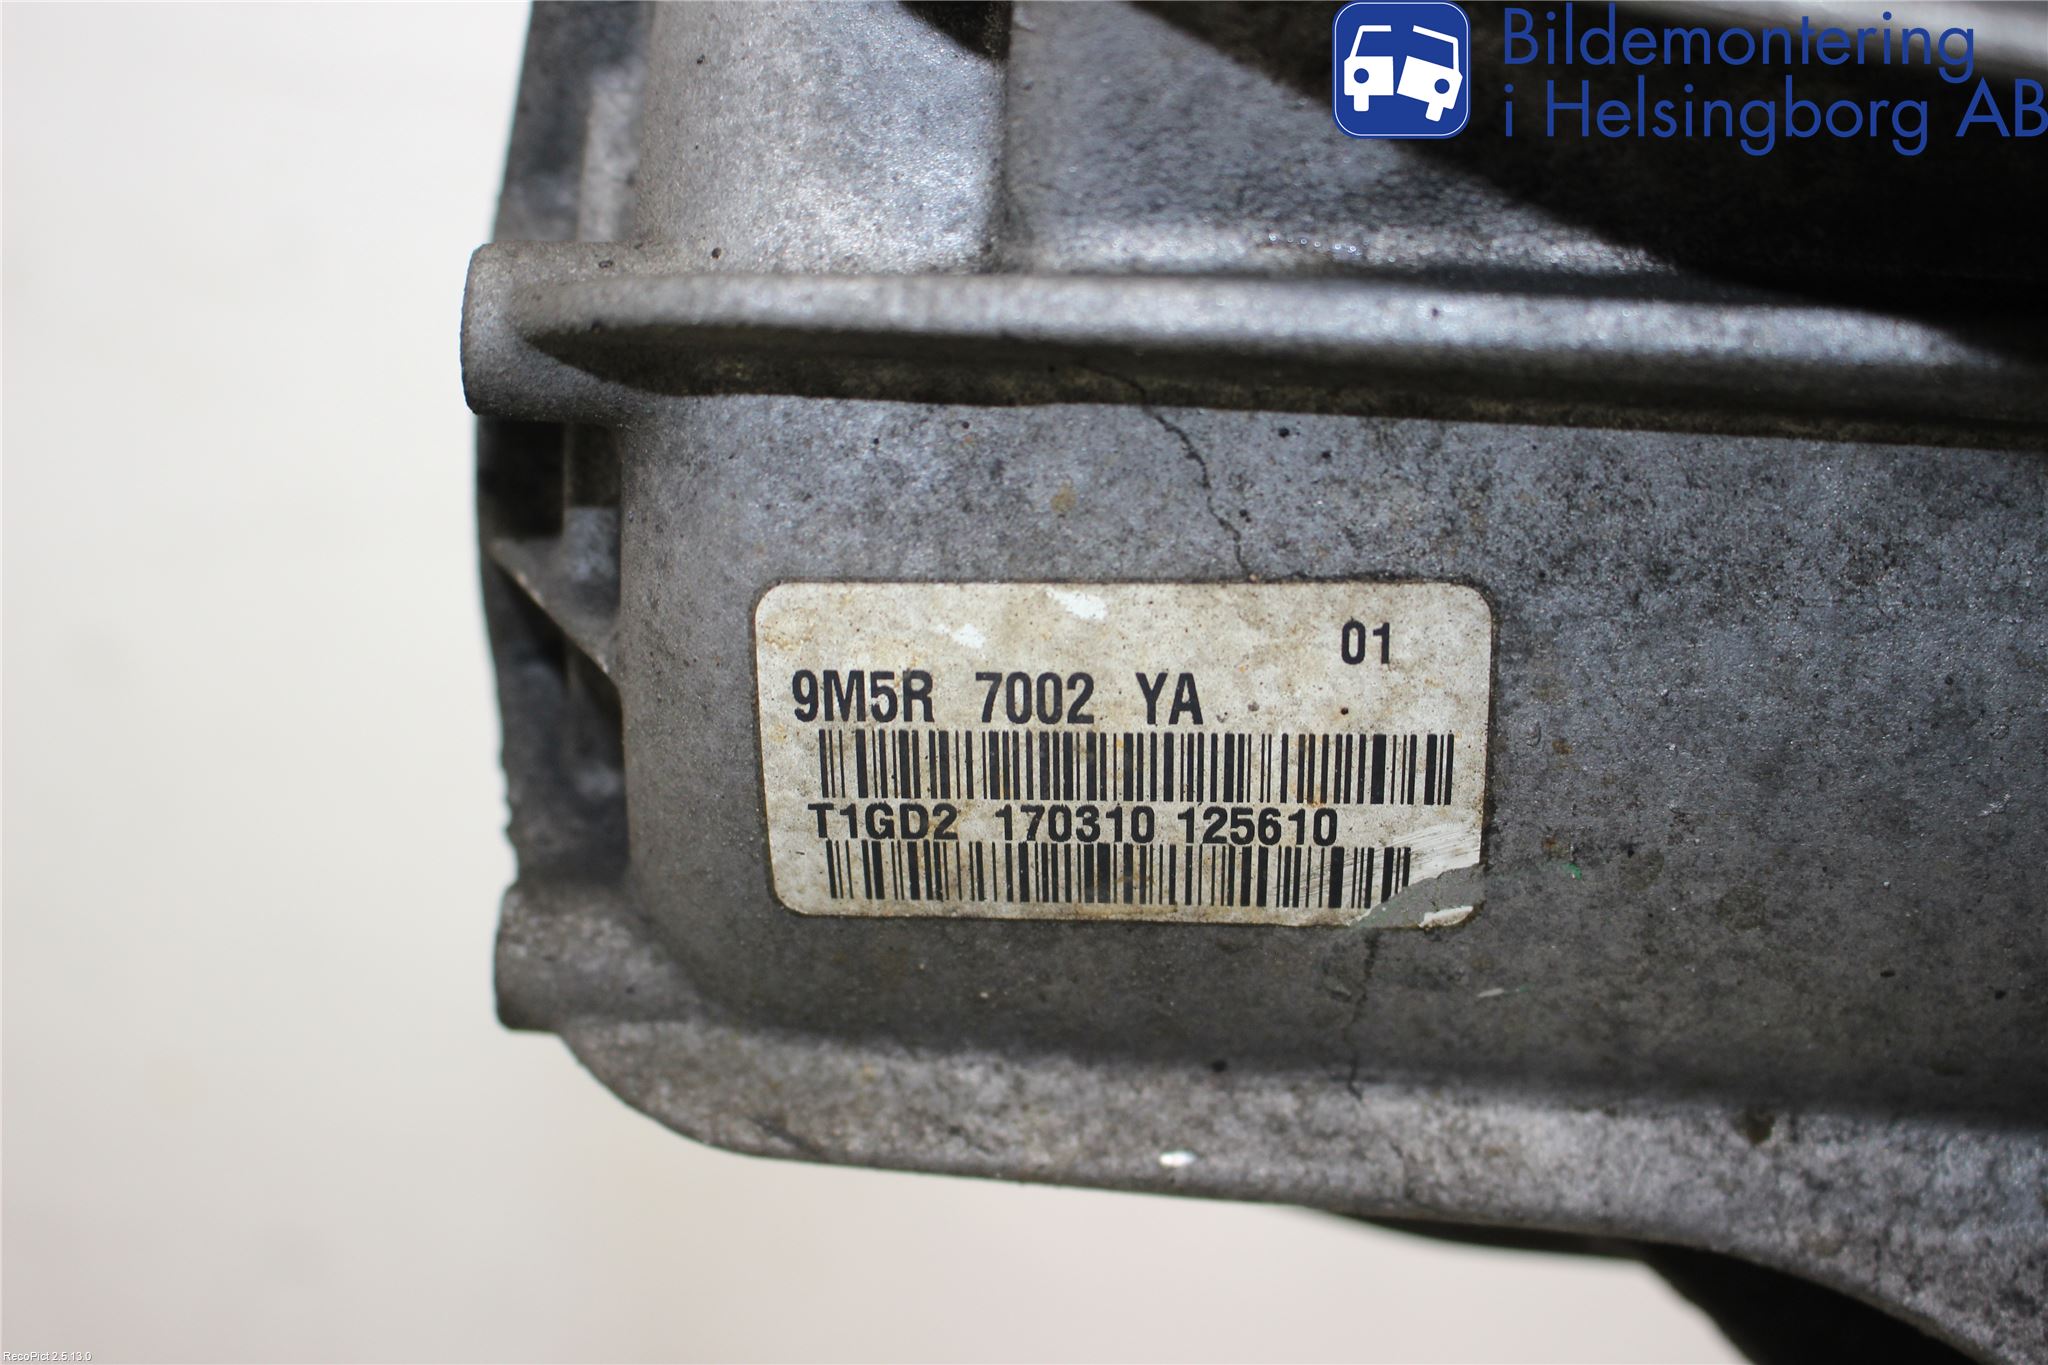 Bildemontering
i Helsingborg AB
01
9M5R 7002 YA
T1GD2 170310 125610
RecoPict 2.5.13.0